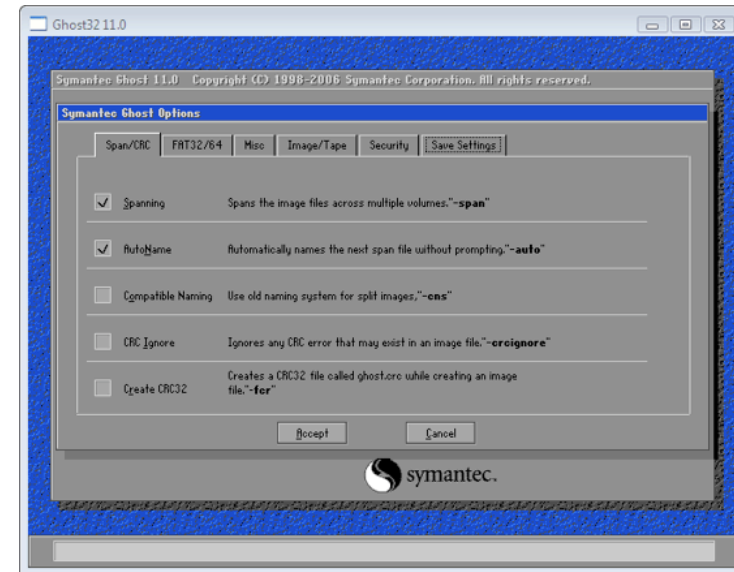 Ghost32 11.0
Symantec Ghost 11.0 Copyright (C) 1998-2006 Symantec Corporation. All rights reserved.
Symantec Ghost Options
Span/CRC FAT32/64 Misc Image/Tape Security Save Settings
Spanning Spans the image files across multiple volumes."-span"
AutoName Automatically names the next span file without prompting."-auto"
Compatible Naming Use old naming system for split images,"-cns"
CRC Ignore Ignores any CRC error that may exist in an image file."-crcignore"
Create CRC32 Creates a CRC32 file called ghost.crc while creating an image
file."-fcr"
Accept Cancel
symantec.